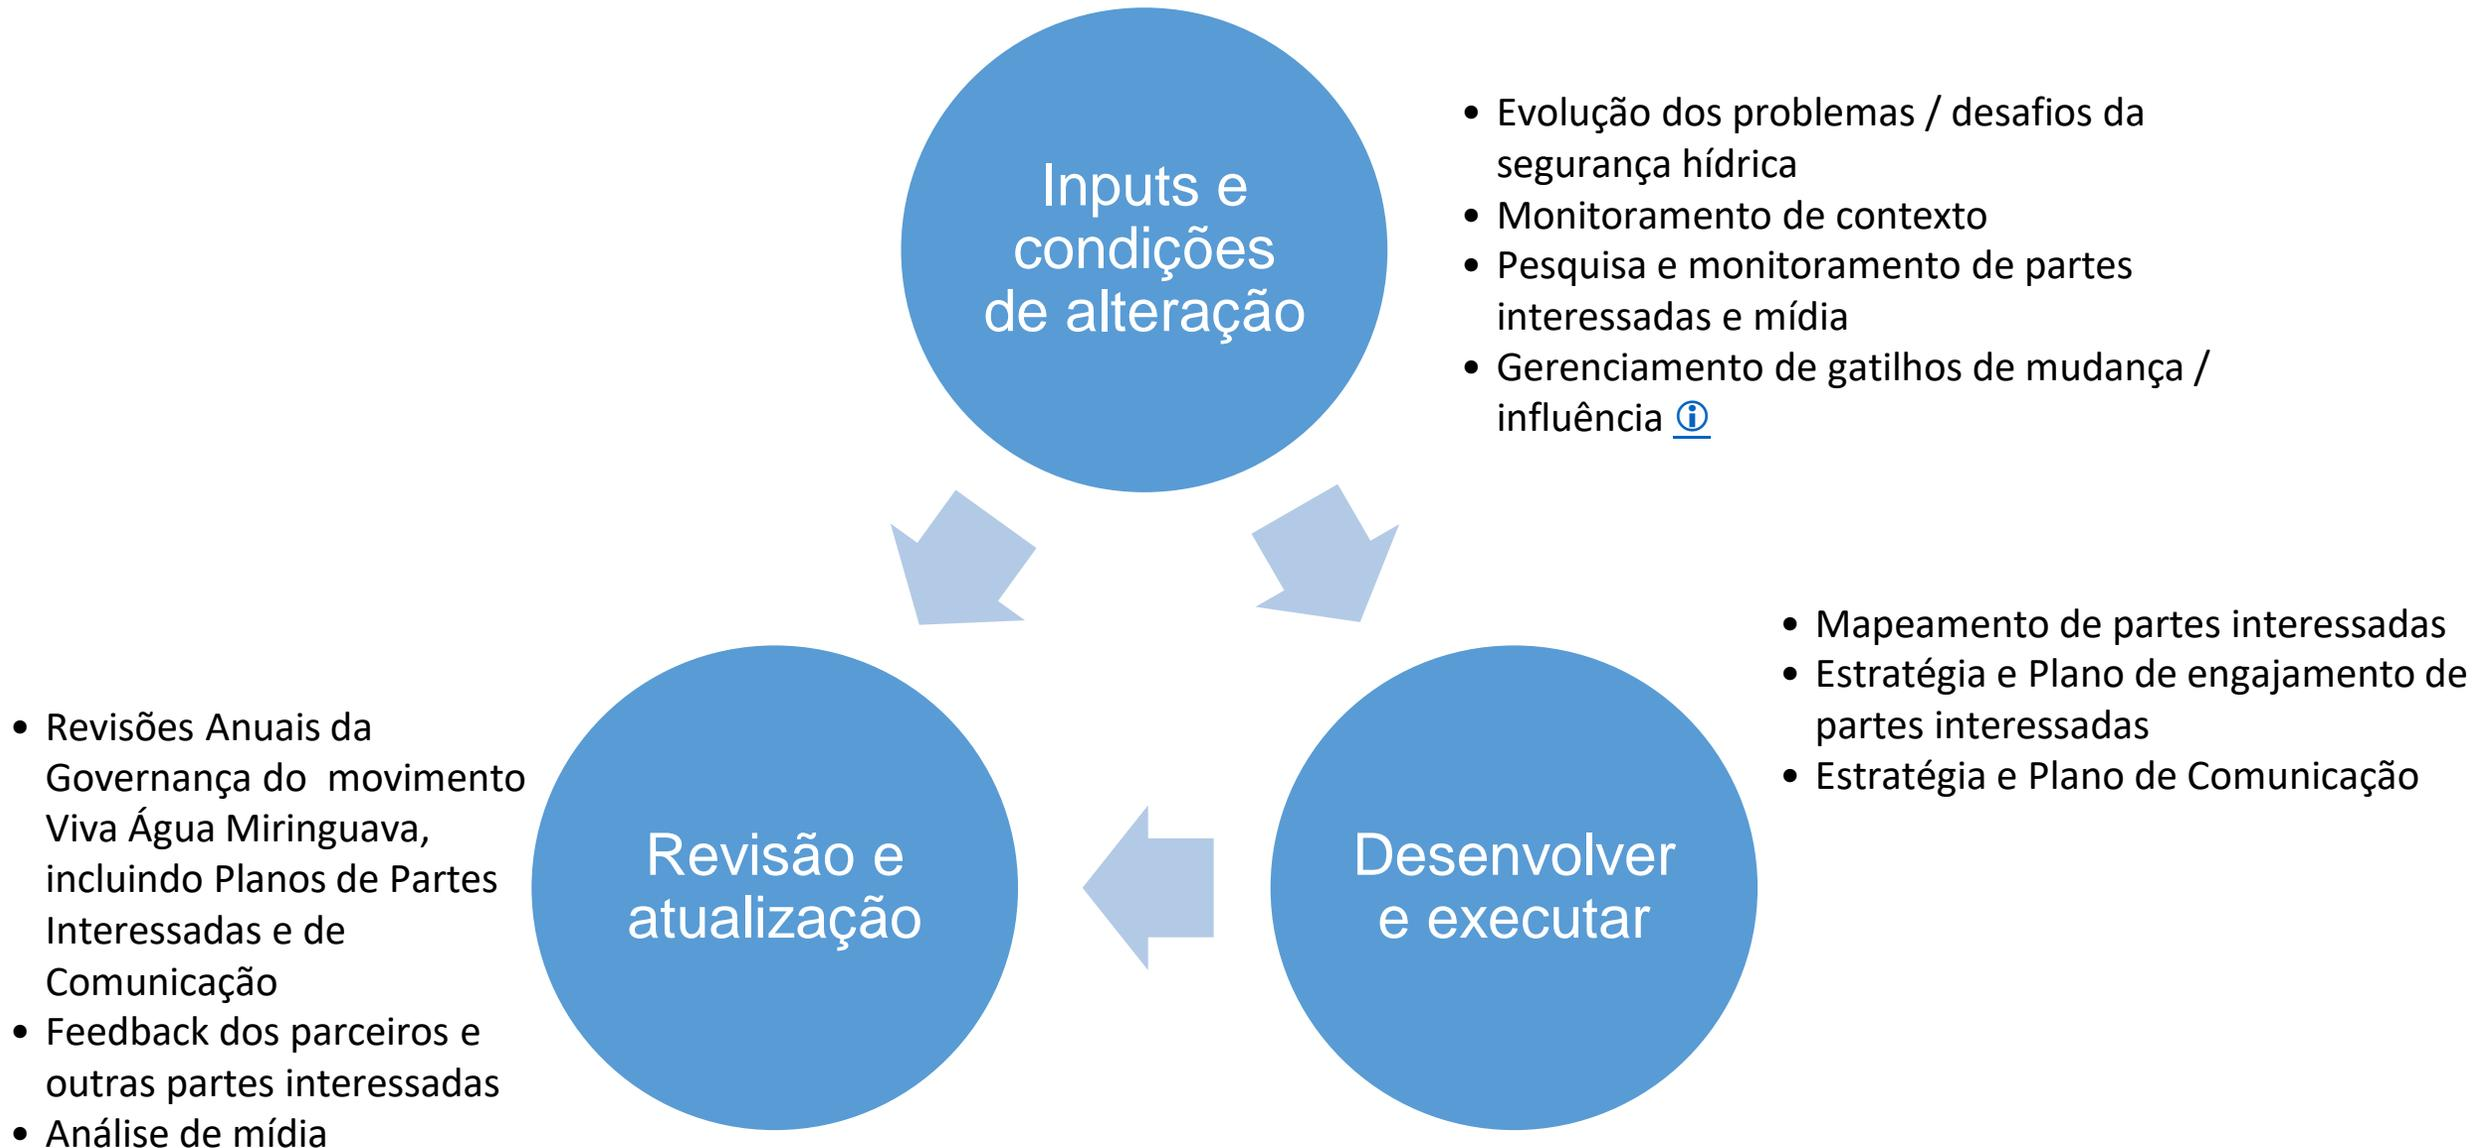 Inputs e
condições
de alteração
• Evolução dos problemas / desafios da
segurança hídrica
• Monitoramento de contexto
• Pesquisa e monitoramento de partes
interessadas e mídia
• Gerenciamento de gatilhos de mudança /
influência 🛈
• Mapeamento de partes interessadas
• Estratégia e Plano de engajamento de
partes interessadas
• Estratégia e Plano de Comunicação
Desenvolver
e executar
Revisão e
atualização
• Revisões Anuais da
Governança do  movimento
Viva Água Miringuava,
incluindo Planos de Partes
Interessadas e de
Comunicação
• Feedback dos parceiros e
outras partes interessadas
• Análise de mídia